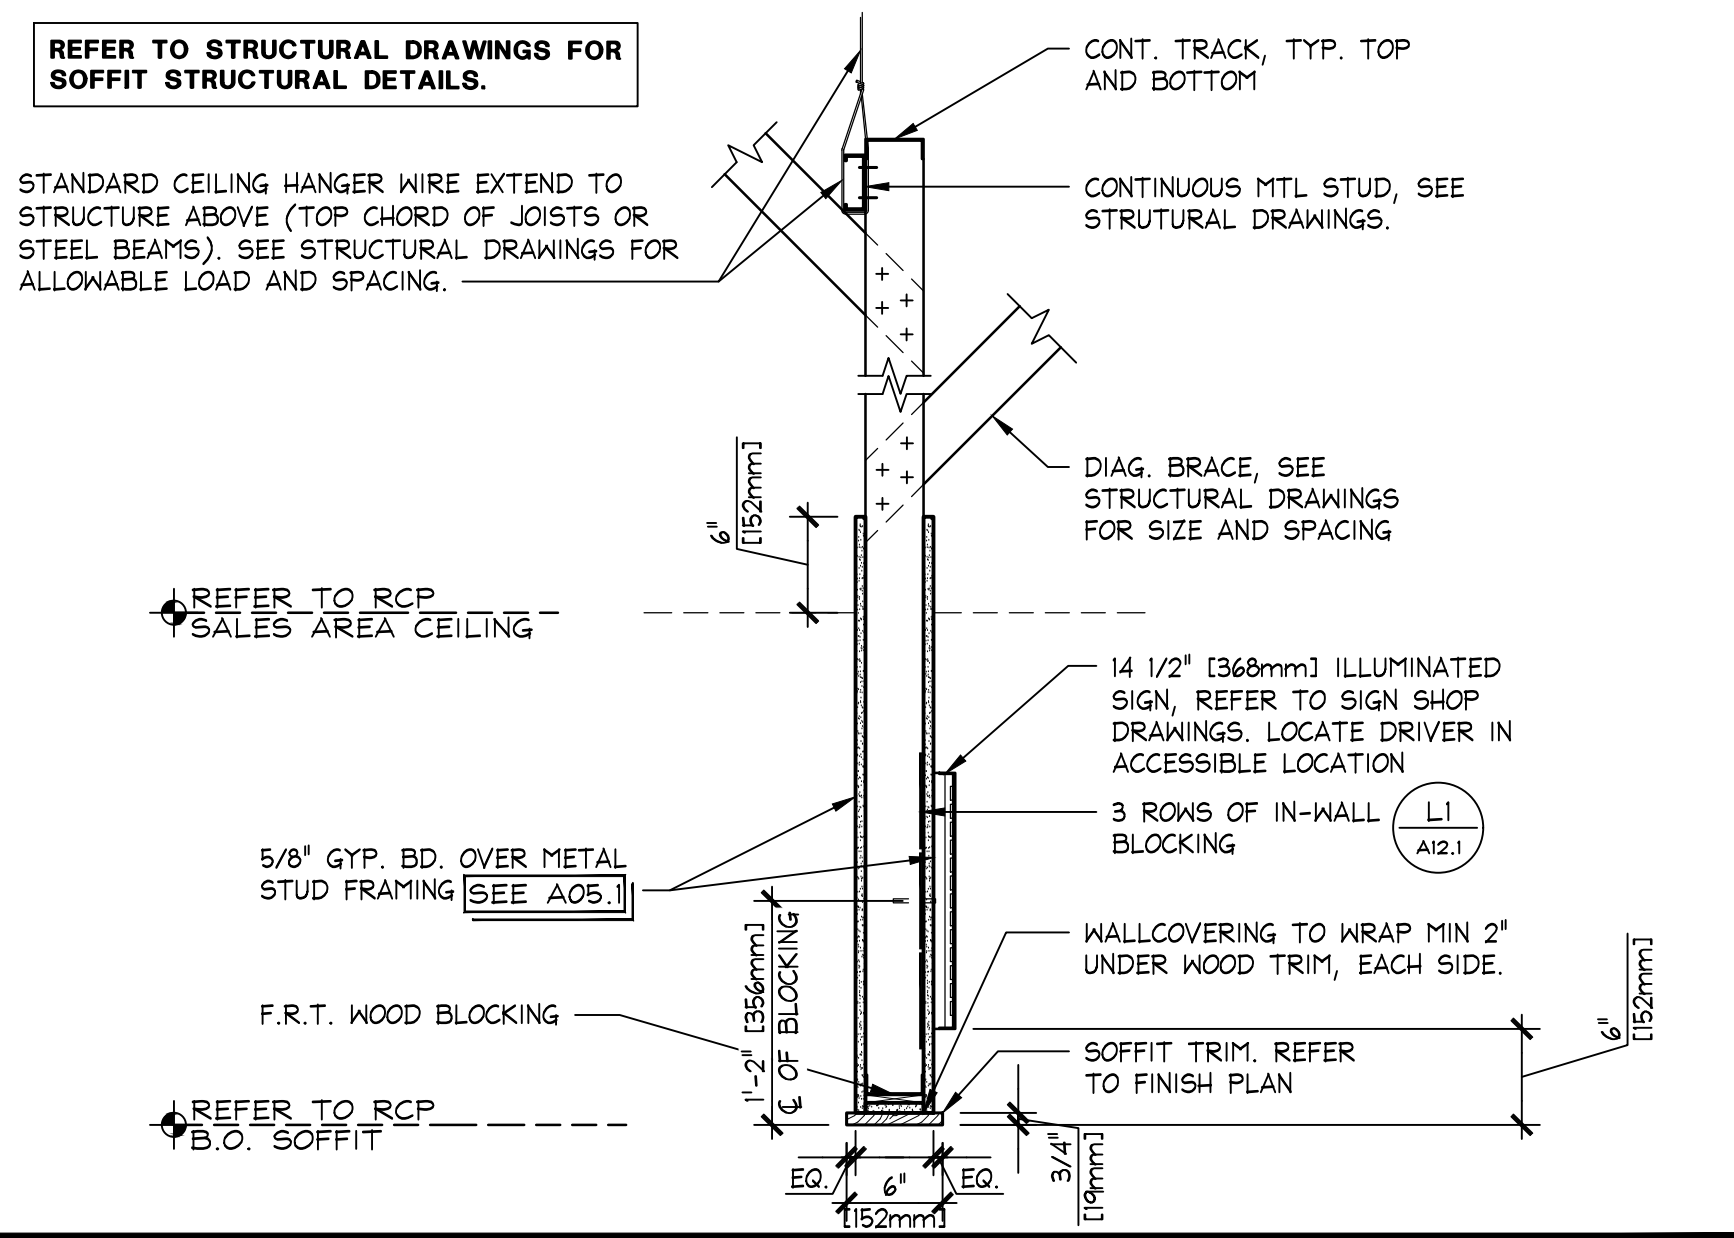 REFER TO STRUCTURAL DRAWINGS FOR
SOFFIT STRUCTURAL DETAILS.
CONT. TRACK, TYP. TOP
AND BOTTOM
STANDARD CEILING HANGER WIRE EXTEND TO
STRUCTURE ABOVE (TOP CHORD OF JOISTS OR
STEEL BEAMS). SEE STRUCTURAL DRAWINGS FOR
ALLOWABLE LOAD AND SPACING.
CONTINUOUS MTL STUD, SEE
STRUTURAL DRAWINGS.
DIAG. BRACE, SEE
STRUCTURAL DRAWINGS
FOR SIZE AND SPACING
6"
[152mm]
REFER TO RCP
SALES AREA CEILING
14 1/2" [368mm] ILLUMINATED
SIGN, REFER TO SIGN SHOP
DRAWINGS. LOCATE DRIVER IN
ACCESSIBLE LOCATION
3 ROWS OF IN-WALL
BLOCKING
L1
A12.1
5/8" GYP. BD. OVER METAL
STUD FRAMING SEE A05.1
WALLCOVERING TO WRAP MIN 2"
UNDER WOOD TRIM, EACH SIDE.
F.R.T. WOOD BLOCKING
1'-2" [356mm]
℄ OF BLOCKING
SOFFIT TRIM. REFER
TO FINISH PLAN
6"
[152mm]
REFER TO RCP
B.O. SOFFIT
3/4"
[19mm]
EQ.
6"
EQ.
[152mm]